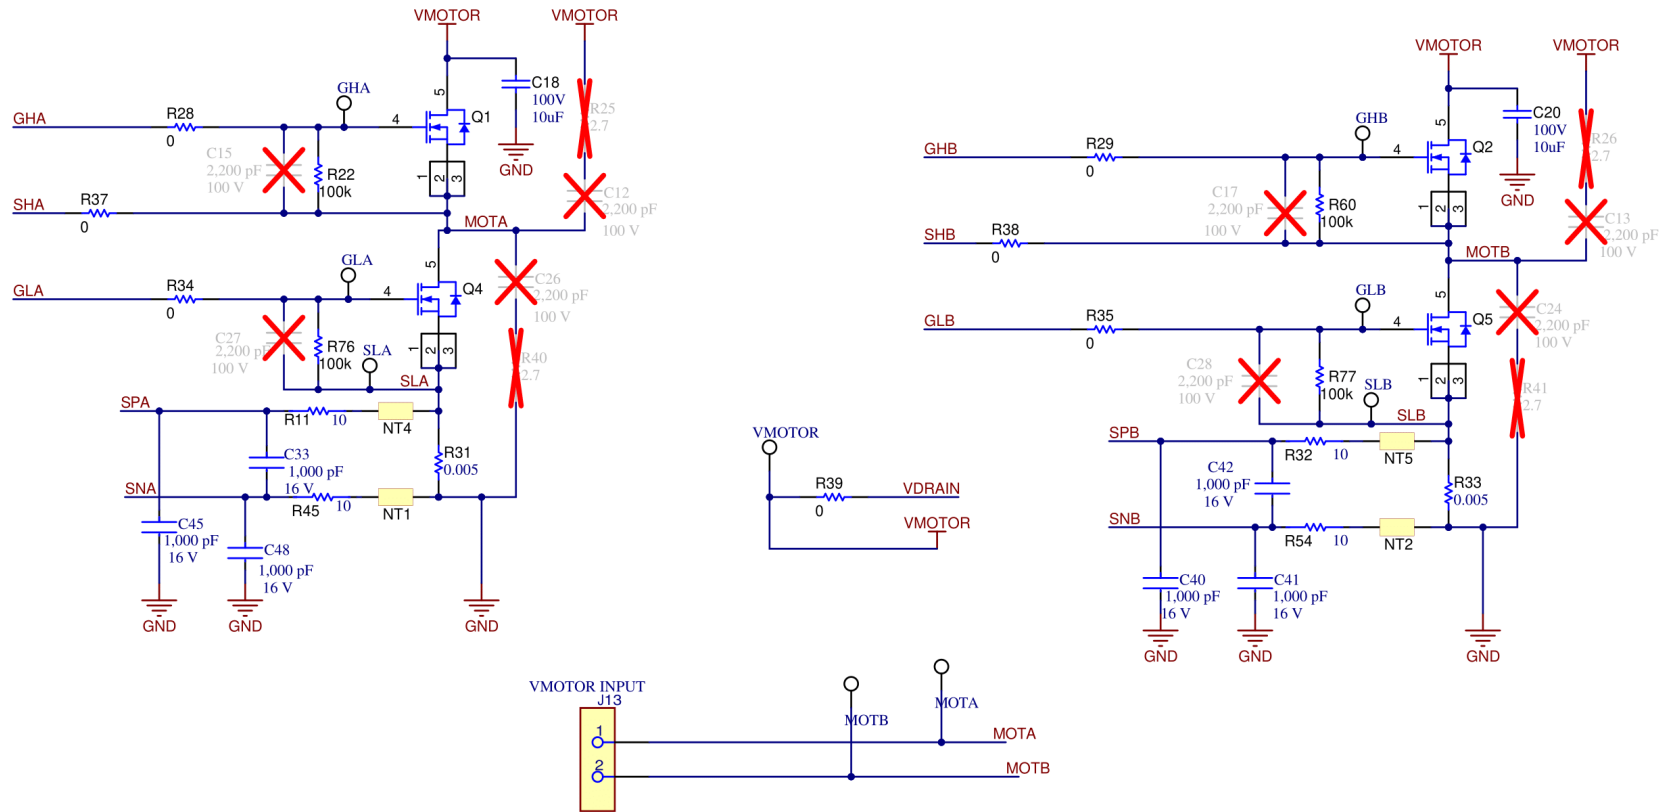 VMOTOR
VMOTOR
5
C18
100V
10uF
GND
R25
2.7
GHA
GHA
R28
0
4
Q1
C15
2,200 pF
100 V
R22
100k
1
2
3
C12
2,200 pF
100 V
SHA
R37
0
MOTA
5
GLA
GLA
R34
0
4
Q4
C26
2,200 pF
100 V
C27
2,200 pF
100 V
R76
100k
SLA
1
2
3
R40
2.7
SLA
SPA
R11
10
NT4
C33
1,000 pF
16 V
R31
0.005
SNA
R45
10
NT1
C45
1,000 pF
16 V
C48
1,000 pF
16 V
GND
GND
GND
VMOTOR
R39
0
VDRAIN
VMOTOR
VMOTOR
VMOTOR
5
C20
100V
10uF
GND
R26
2.7
GHB
GHB
R29
0
4
Q2
C17
2,200 pF
100 V
R60
100k
1
2
3
C13
2,200 pF
100 V
SHB
R38
0
MOTB
5
GLB
GLB
R35
0
4
Q5
C24
2,200 pF
100 V
C28
2,200 pF
100 V
R77
100k
SLB
1
2
3
R41
2.7
SLB
SPB
R32
10
NT5
C42
1,000 pF
16 V
R33
0.005
SNB
R54
10
NT2
C40
1,000 pF
16 V
C41
1,000 pF
16 V
GND
GND
GND
VMOTOR INPUT
J13
MOTB
MOTA
1
MOTA
2
MOTB